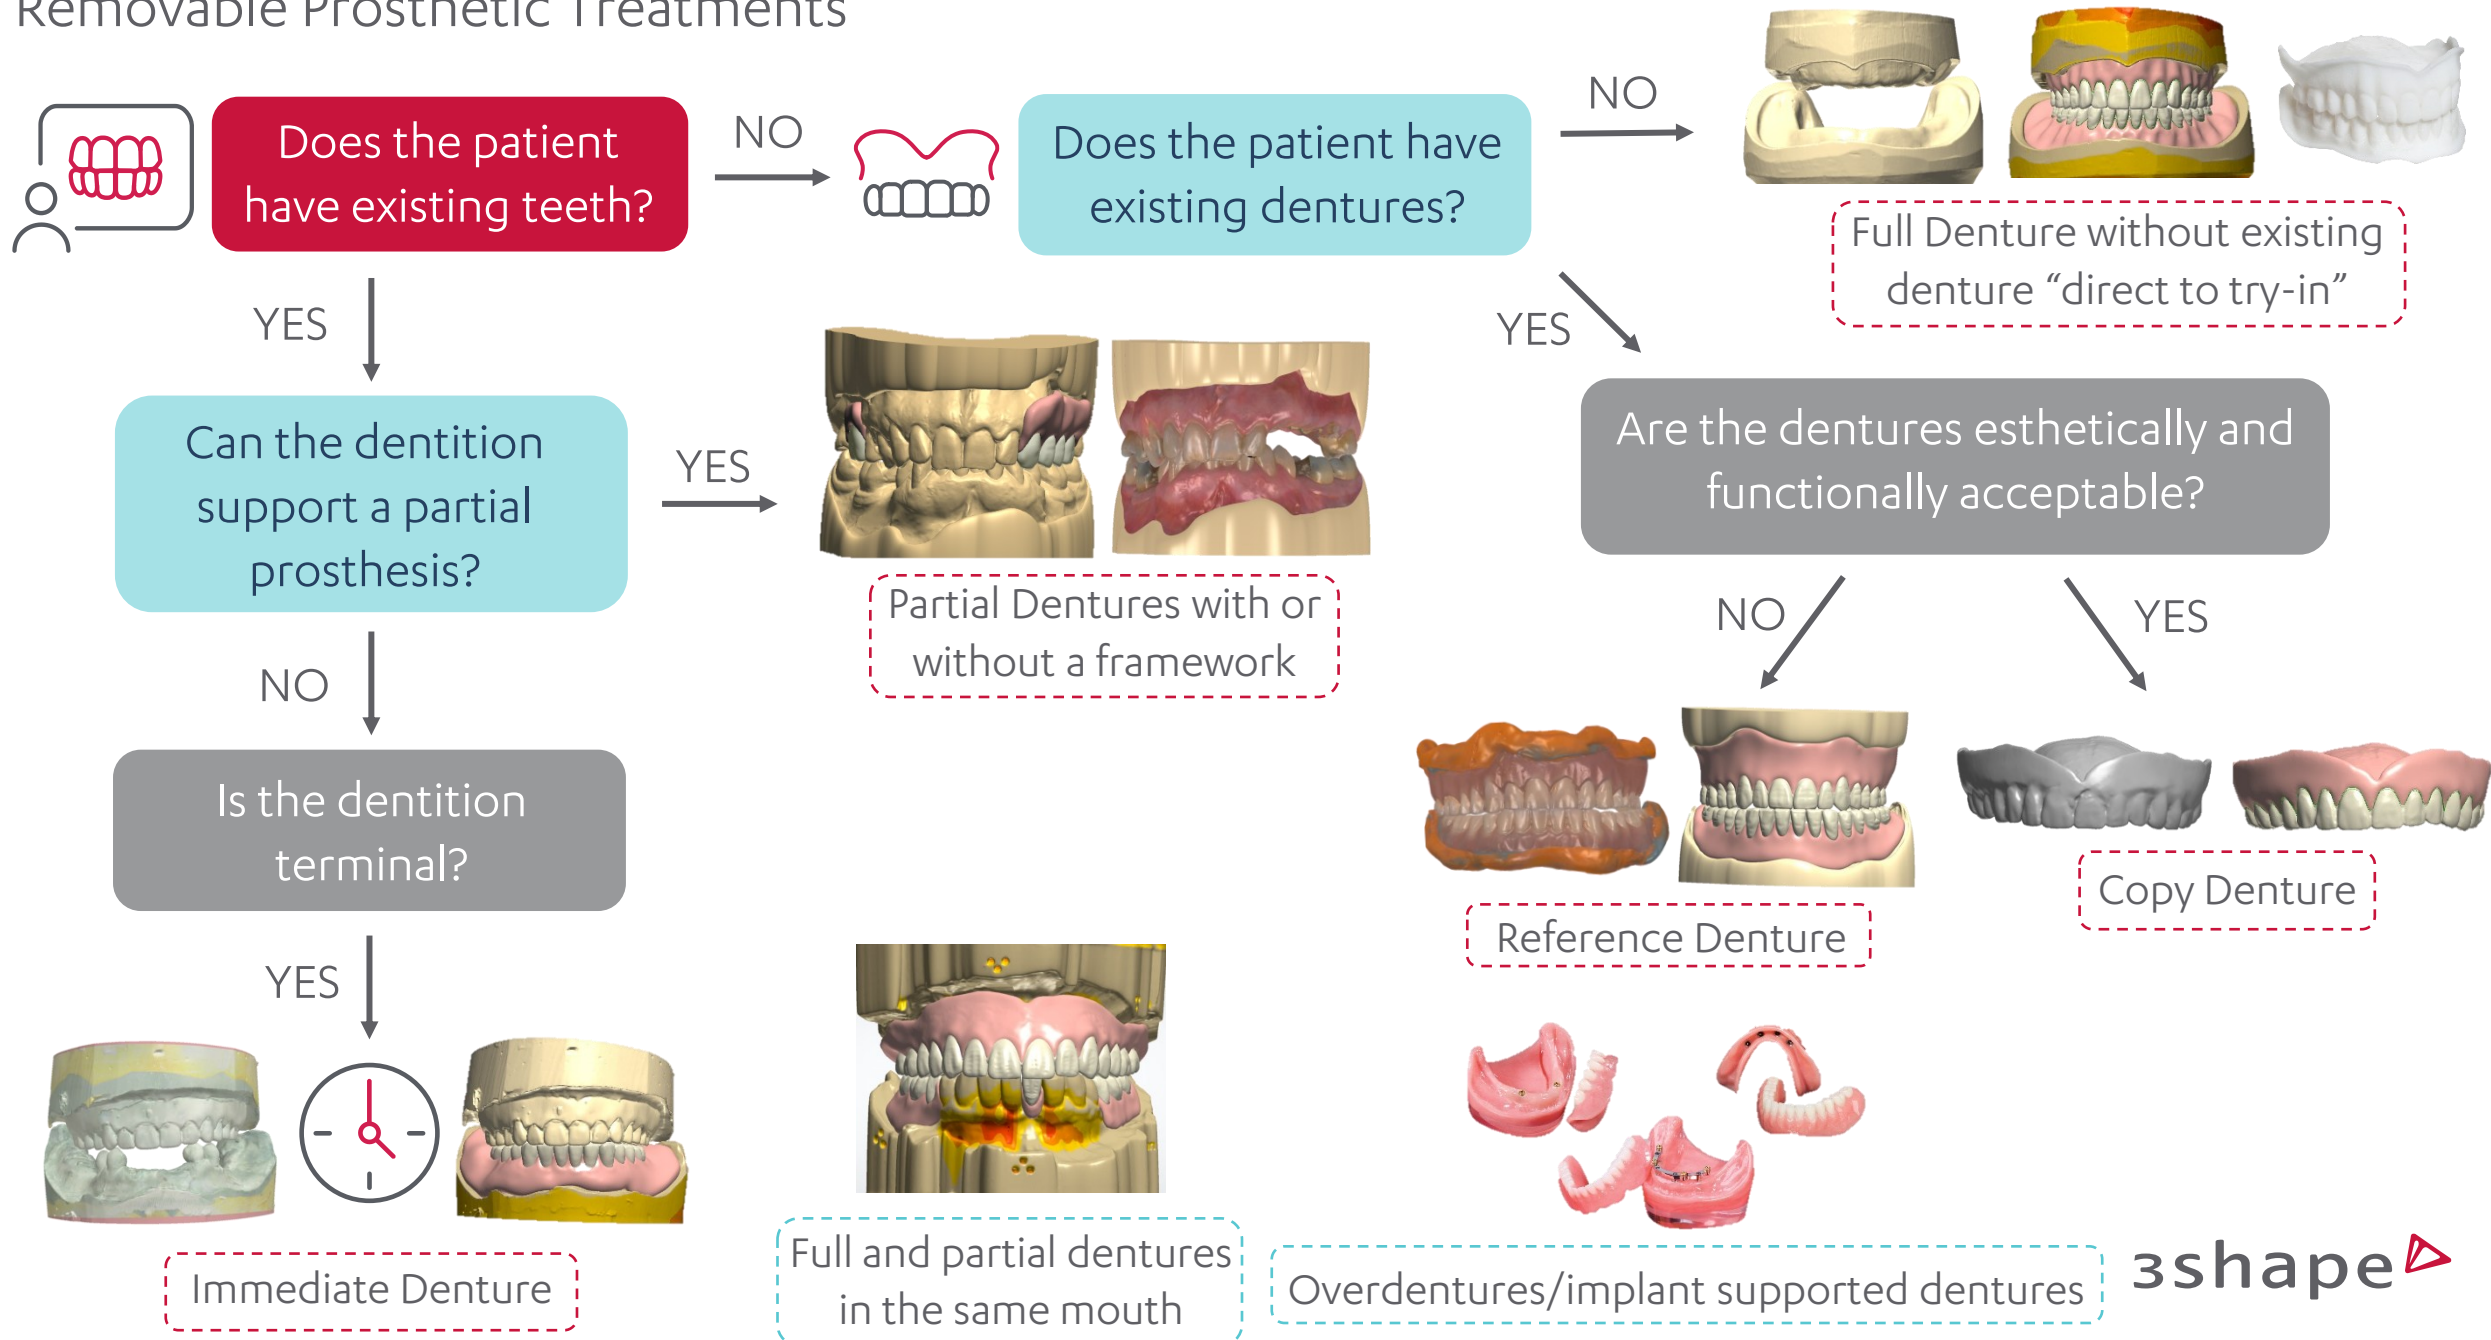 Removable Prosthetic Treatments
Does the patient
have existing teeth?
NO
Does the patient have
existing dentures?
NO
Full Denture without existing
denture “direct to try-in”
YES
YES
Can the dentition
support a partial
prosthesis?
YES
Partial Dentures with or
without a framework
Are the dentures esthetically and
functionally acceptable?
NO
YES
NO
Is the dentition
terminal?
Reference Denture
Copy Denture
YES
Immediate Denture
Full and partial dentures
in the same mouth
Overdentures/implant supported dentures
3shape